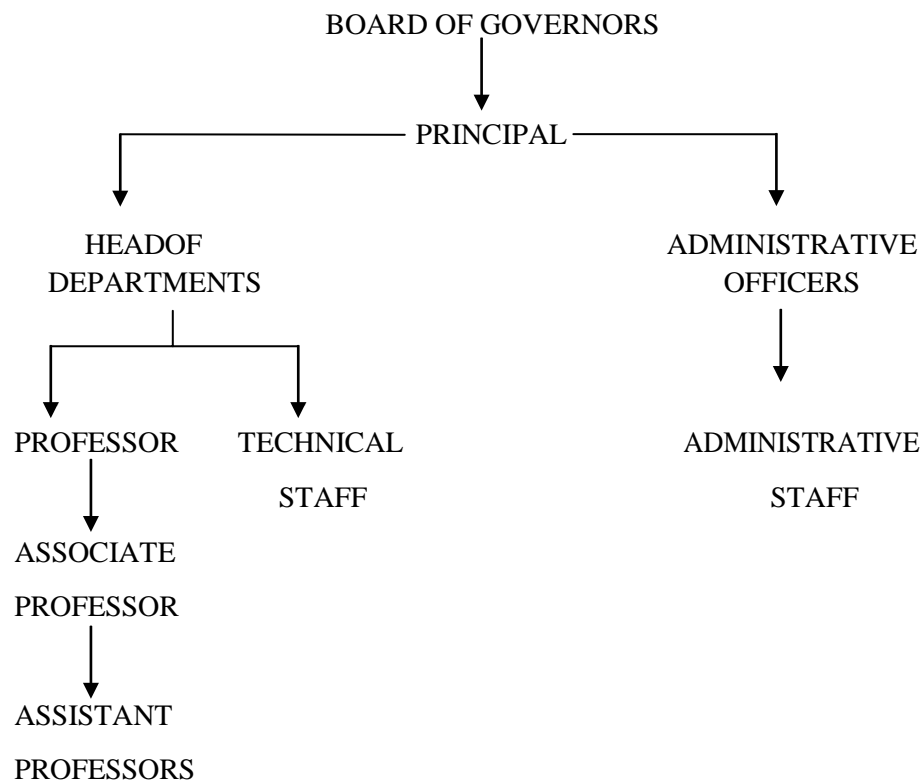 BOARD OF GOVERNORS
PRINCIPAL
HEADOF
DEPARTMENTS
ADMINISTRATIVE
OFFICERS
PROFESSOR
TECHNICAL
STAFF
ADMINISTRATIVE
STAFF
ASSOCIATE
PROFESSOR
ASSISTANT
PROFESSORS